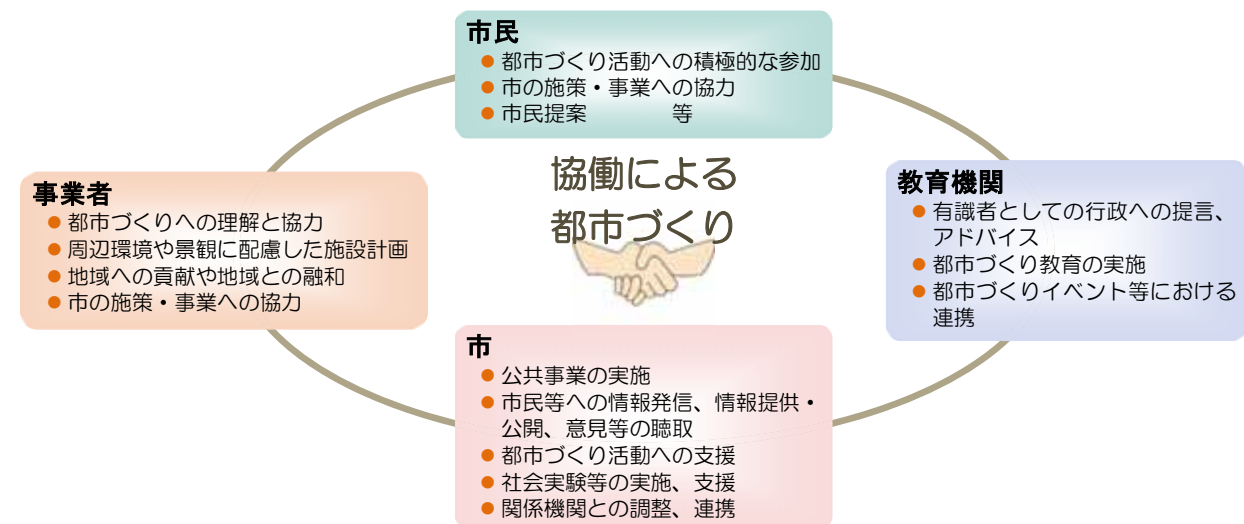 市民
● 都市づくり活動への積極的な参加
● 市の施策・事業への協力
● 市民提案　　　　等
協働による
都市づくり
事業者
● 都市づくりへの理解と協力
● 周辺環境や景観に配慮した施設計画
● 地域への貢献や地域との融和
● 市の施策・事業への協力
教育機関
● 有識者としての行政への提言、
アドバイス
● 都市づくり教育の実施
● 都市づくりイベント等における
連携
市
● 公共事業の実施
● 市民等への情報発信、情報提供・
公開、意見等の聴取
● 都市づくり活動への支援
● 社会実験等の実施、支援
● 関係機関との調整、連携